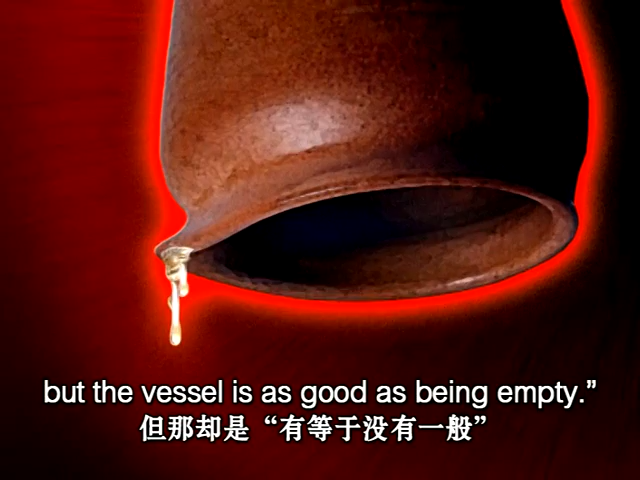 but the vessel is as good as being empty.”
但那却是“有等于没有一般”